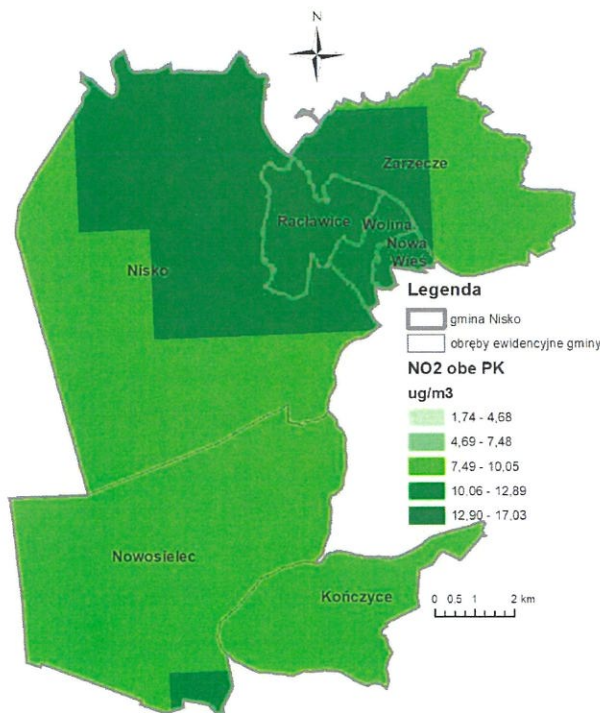 N
Zarzecze
Racławice
Wolina
Nowa
Wieś
Nisko
Legenda
gmina Nisko
obręby ewidencyjne gminy
NO2 obe PK
ug/m3
1,74 - 4,68
4,69 - 7,48
7,49 - 10,05
10,06 - 12,89
12,90 - 17,03
Nowosielec
Kończyce
0 0.5 1 2 km